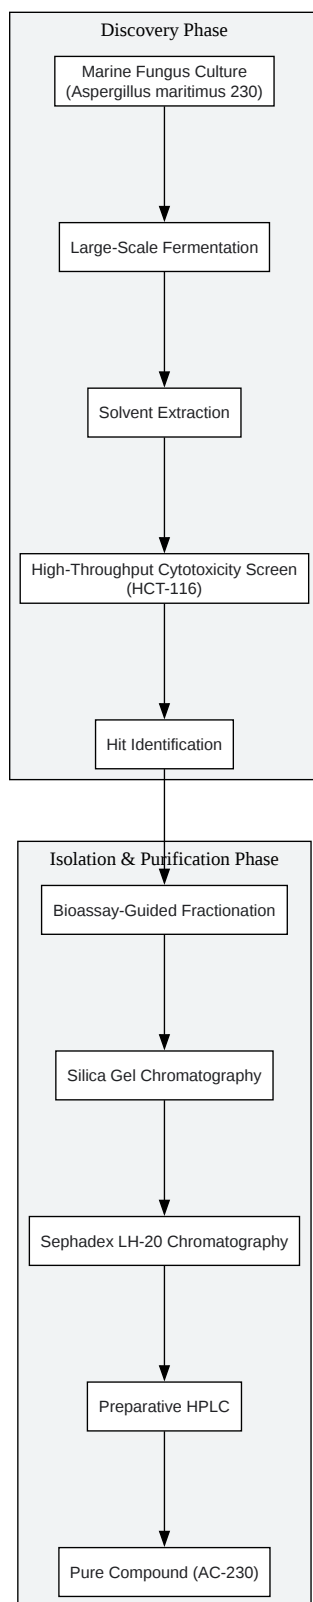 Discovery Phase
Marine Fungus Culture
(Aspergillus maritimus 230)
Large-Scale Fermentation
Solvent Extraction
High-Throughput Cytotoxicity Screen
(HCT-116)
Hit Identification
Isolation & Purification Phase
Bioassay-Guided Fractionation
Silica Gel Chromatography
Sephadex LH-20 Chromatography
Preparative HPLC
Pure Compound (AC-230)